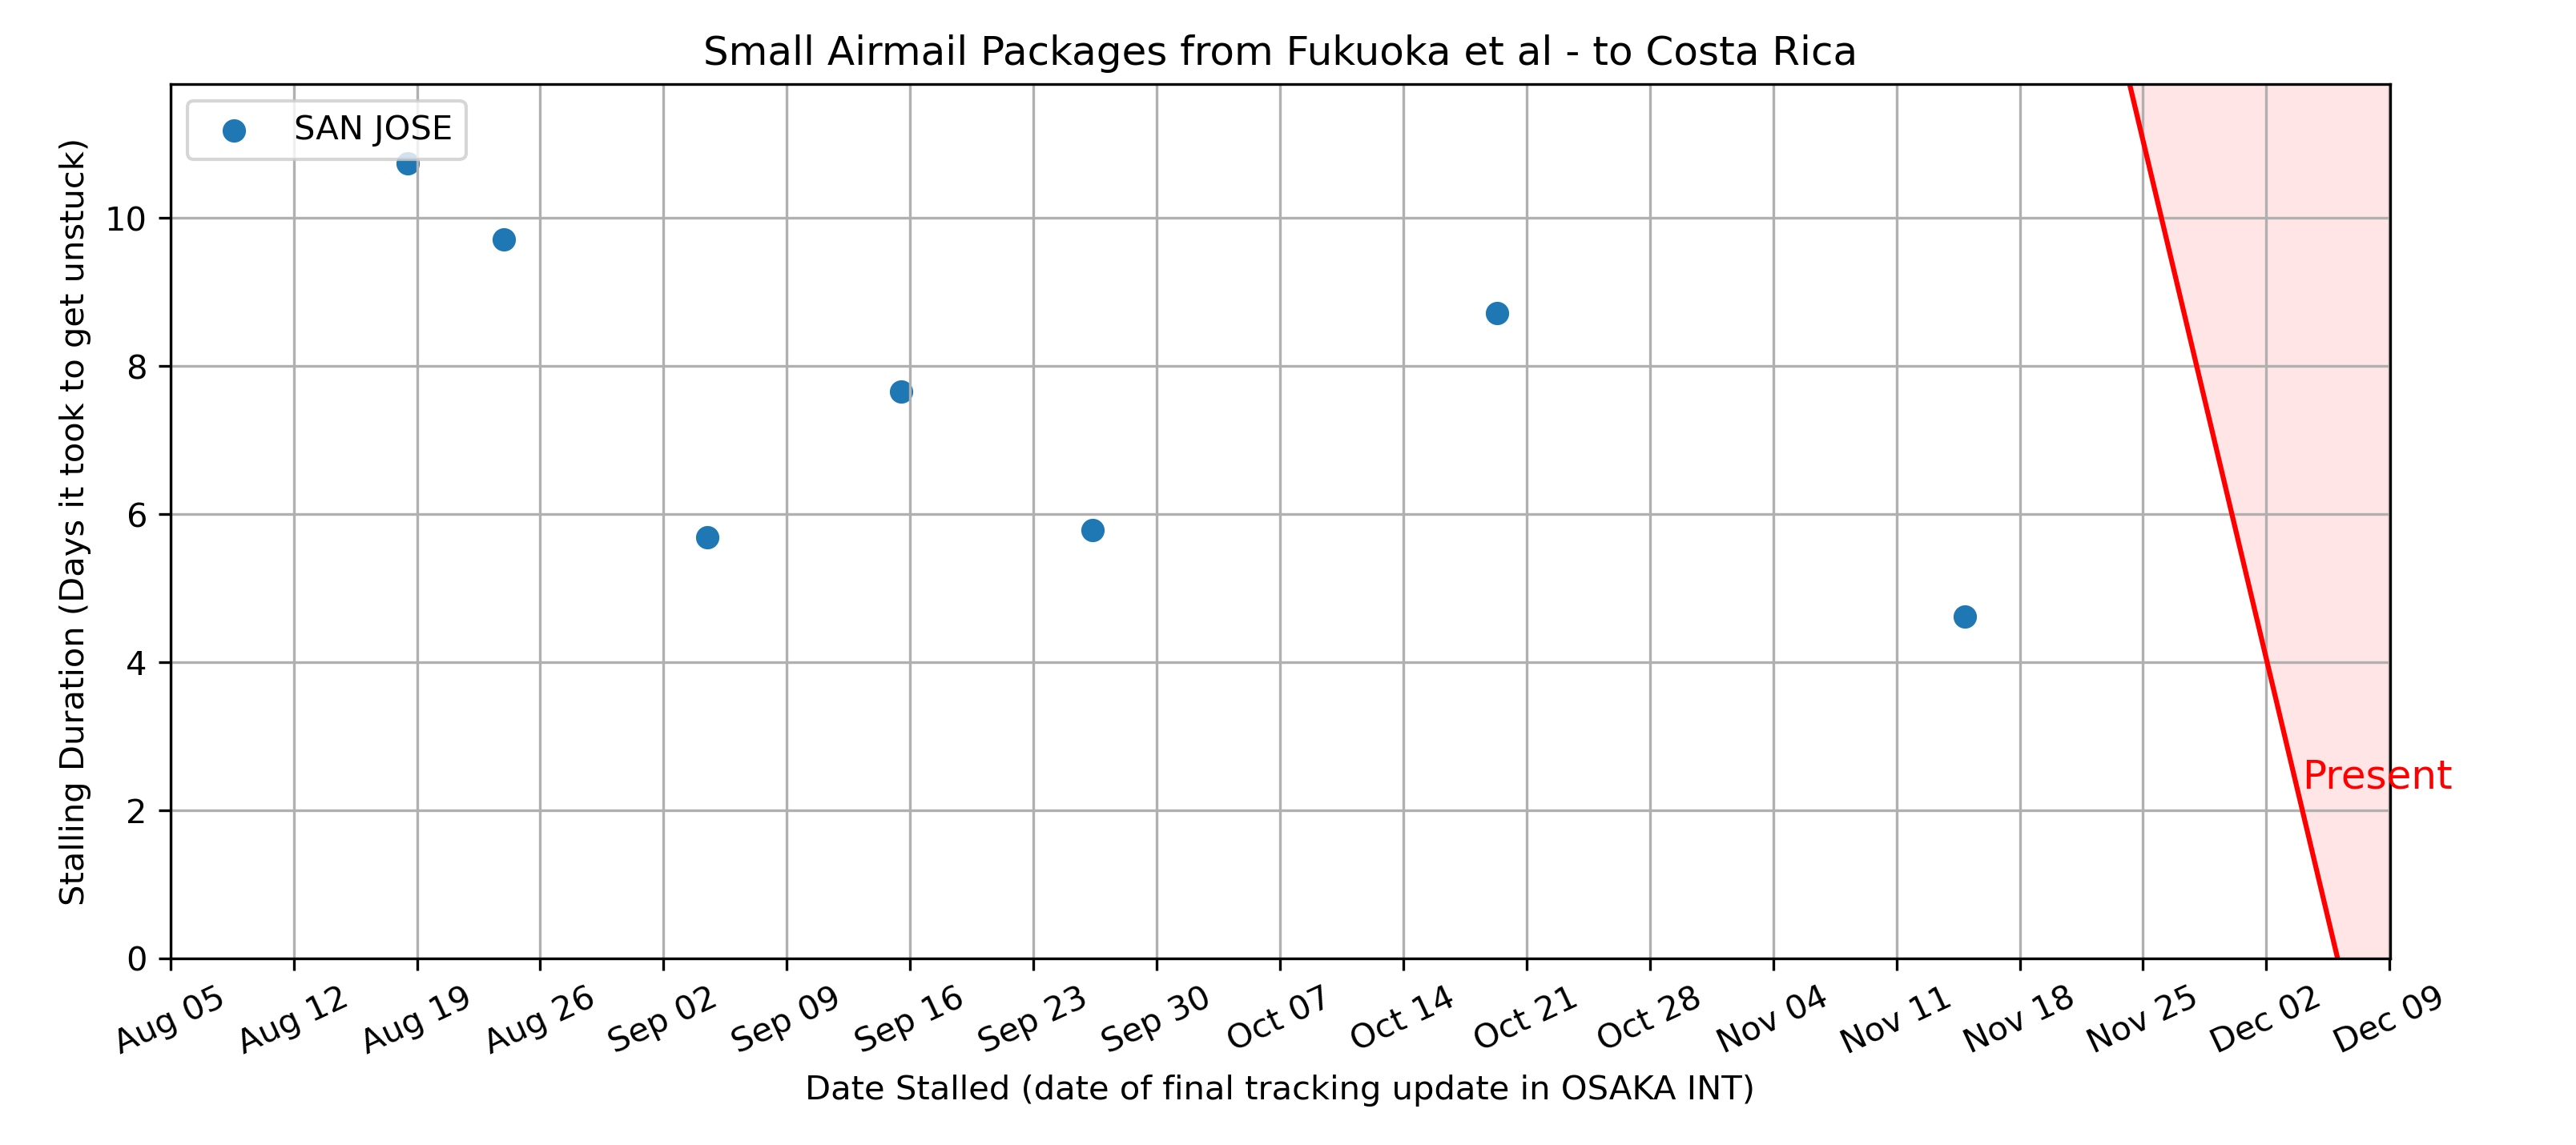 Small Airmail Packages from Fukuoka et al - to Costa Rica
SAN JOSE
Stalling Duration (Days it took to get unstuck)
10
8
6
4
2
0
Present
Aug 05
Aug 12
Aug 19
Aug 26
Sep 02
Sep 09
Sep 16
Sep 23
Sep 30
Oct 07
Oct 14
Oct 21
Oct 28
Nov 04
Nov 11
Nov 18
Nov 25
Dec 02
Dec 09
Date Stalled (date of final tracking update in OSAKA INT)